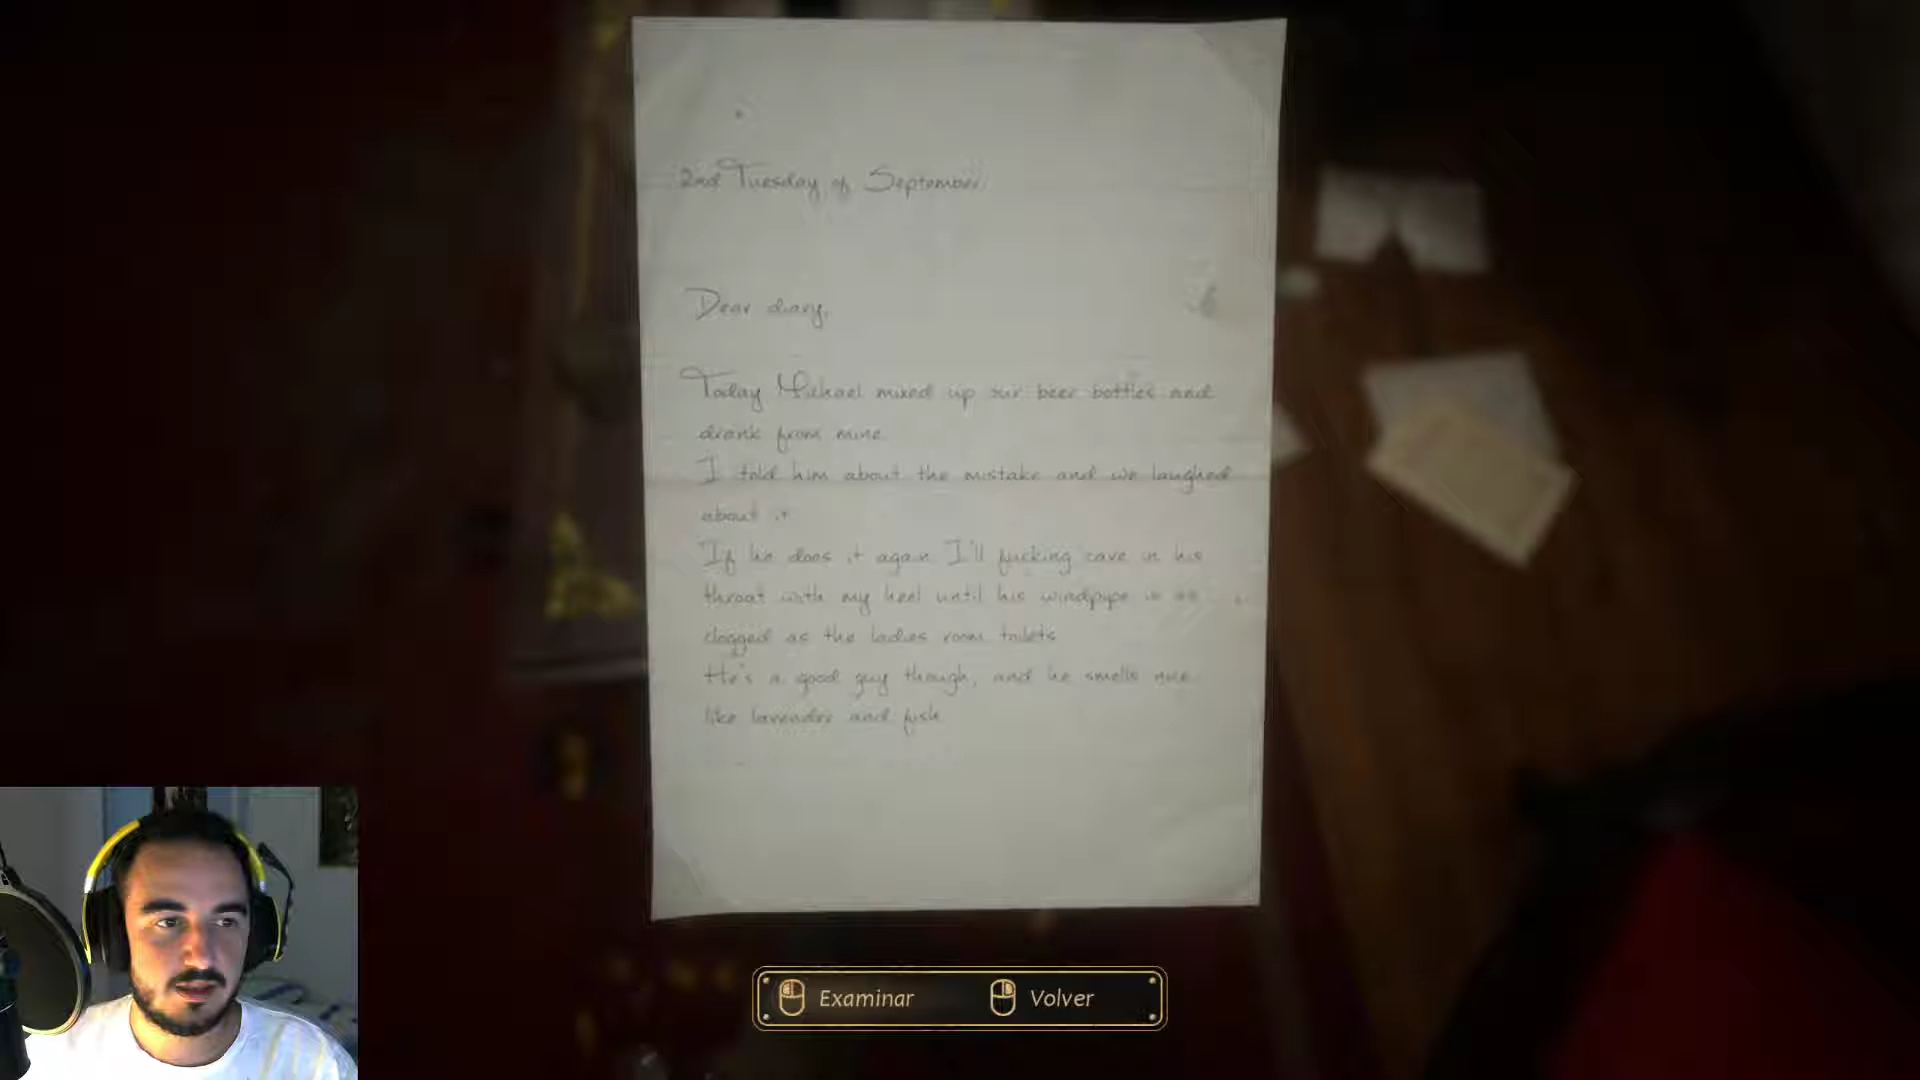 2nd Tuesday of September
Dear diary,
Today Michael mixed up our beer bottles and
drank from mine
I told him about the mistake and we laughed
about it
If he does it again I'll fucking cave in his
throat with my heel until his windpipe is as
clogged as the ladies room toilets
He's a good guy though, and he smells nice
like lavender and fish
Examinar
Volver